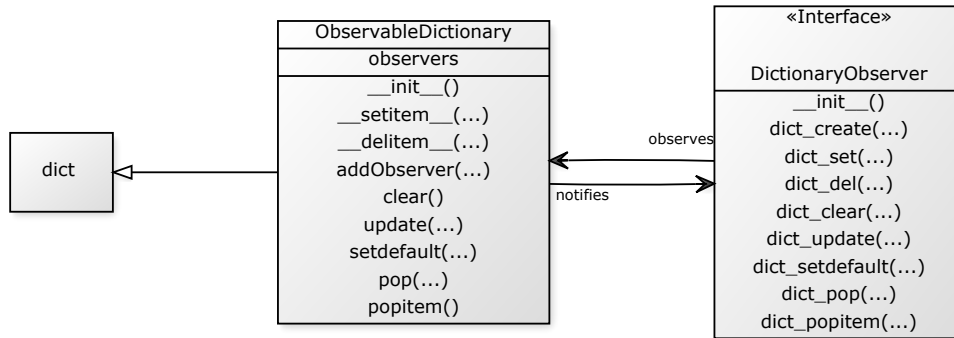 dict
ObservableDictionary
observers
__init__()
__setitem__(...)
__delitem__(...)
addObserver(...)
clear()
update(...)
setdefault(...)
pop(...)
popitem()
observes
notifies
«Interface»
DictionaryObserver
__init__()
dict_create(...)
dict_set(...)
dict_del(...)
dict_clear(...)
dict_update(...)
dict_setdefault(...)
dict_pop(...)
dict_popitem(...)